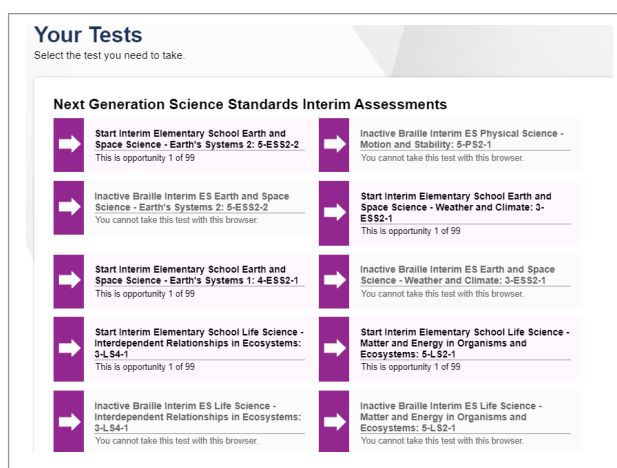 Your Tests
Select the test you need to take.
Next Generation Science Standards Interim Assessments
Start Interim Elementary School Earth and
Space Science - Earth's Systems 2: 5-ESS2-2
This is opportunity 1 of 99
Inactive Braille Interim ES Physical Science -
Motion and Stability: 5-PS2-1
You cannot take this test with this browser.
Inactive Braille Interim ES Earth and Space
Science - Earth's Systems 2: 5-ESS2-2
You cannot take this test with this browser.
Start Interim Elementary School Earth and
Space Science - Weather and Climate: 3-
ESS2-1
This is opportunity 1 of 99
Start Interim Elementary School Earth and
Space Science - Earth's Systems 1: 4-ESS2-1
This is opportunity 1 of 99
Inactive Braille Interim ES Earth and Space
Science - Weather and Climate: 3-ESS2-1
You cannot take this test with this browser.
Start Interim Elementary School Life Science -
Interdependent Relationships in Ecosystems:
3-LS4-1
This is opportunity 1 of 99
Start Interim Elementary School Life Science -
Matter and Energy in Organisms and
Ecosystems: 5-LS2-1
This is opportunity 1 of 99
Inactive Braille Interim ES Life Science -
Interdependent Relationships in Ecosystems:
3-LS4-1
You cannot take this test with this browser.
Inactive Braille Interim ES Life Science -
Matter and Energy in Organisms and
Ecosystems: 5-LS2-1
You cannot take this test with this browser.